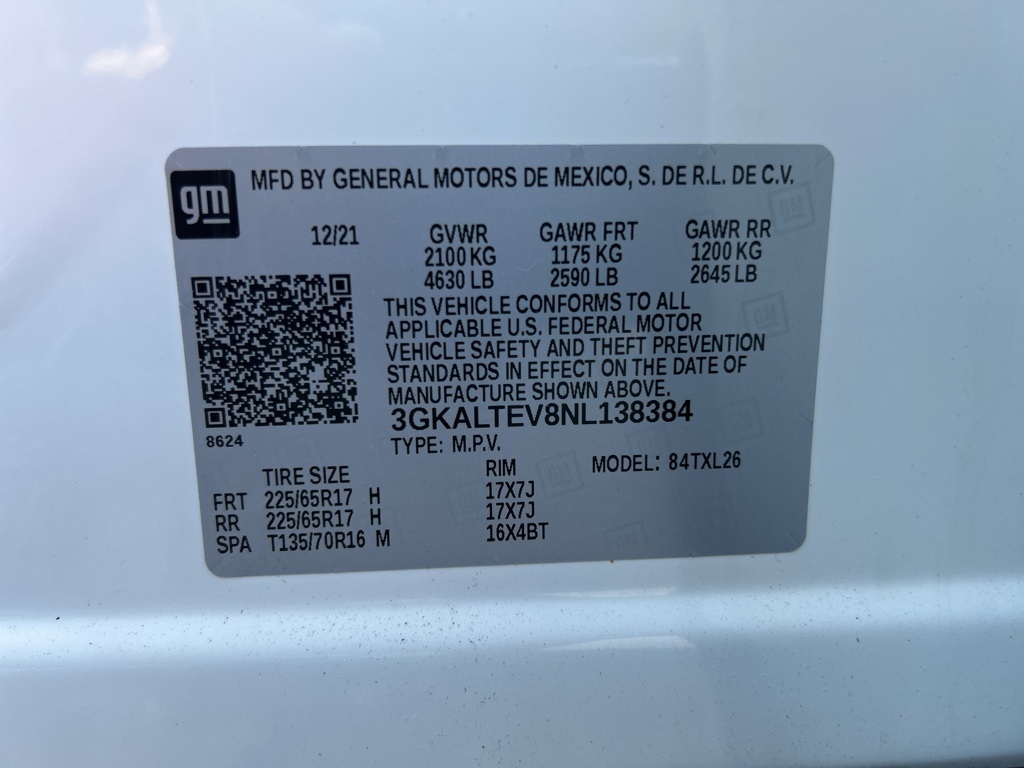 gm MFD BY GENERAL MOTORS DE MEXICO, S. DE R.L. DE C.V.
12/21 GVWR GAWR FRT GAWR RR
2100 KG 1175 KG 1200 KG
4630 LB 2590 LB 2645 LB
THIS VEHICLE CONFORMS TO ALL
APPLICABLE U.S. FEDERAL MOTOR
VEHICLE SAFETY AND THEFT PREVENTION
STANDARDS IN EFFECT ON THE DATE OF
MANUFACTURE SHOWN ABOVE.
3GKALTEV8NL138384
8624
TYPE: M.P.V.
TIRE SIZE RIM MODEL: 84TXL26
FRT 225/65R17 H 17X7J
RR 225/65R17 H 17X7J
SPA T135/70R16 M 16X4BT